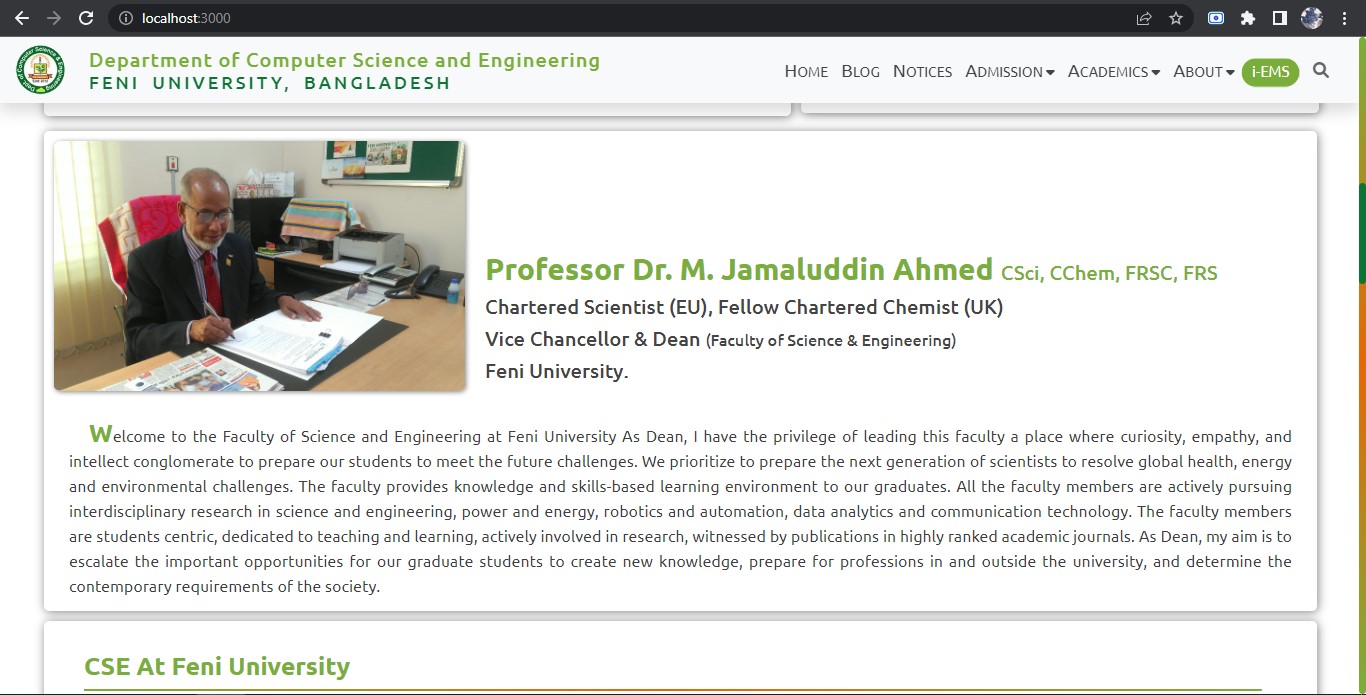 localhost:3000
Department of Computer Science and Engineering
FENI UNIVERSITY, BANGLADESH
HOME BLOG NOTICES ADMISSION ACADEMICS ABOUT i-EMS
Professor Dr. M. Jamaluddin Ahmed CSci, CChem, FRSC, FRS
Chartered Scientist (EU), Fellow Chartered Chemist (UK)
Vice Chancellor & Dean (Faculty of Science & Engineering)
Feni University.
Welcome to the Faculty of Science and Engineering at Feni University As Dean, I have the privilege of leading this faculty a place where curiosity, empathy, and
intellect conglomerate to prepare our students to meet the future challenges. We prioritize to prepare the next generation of scientists to resolve global health, energy
and environmental challenges. The faculty provides knowledge and skills-based learning environment to our graduates. All the faculty members are actively pursuing
interdisciplinary research in science and engineering, power and energy, robotics and automation, data analytics and communication technology. The faculty members
are students centric, dedicated to teaching and learning, actively involved in research, witnessed by publications in highly ranked academic journals. As Dean, my aim is to
escalate the important opportunities for our graduate students to create new knowledge, prepare for professions in and outside the university, and determine the
contemporary requirements of the society.
CSE At Feni University